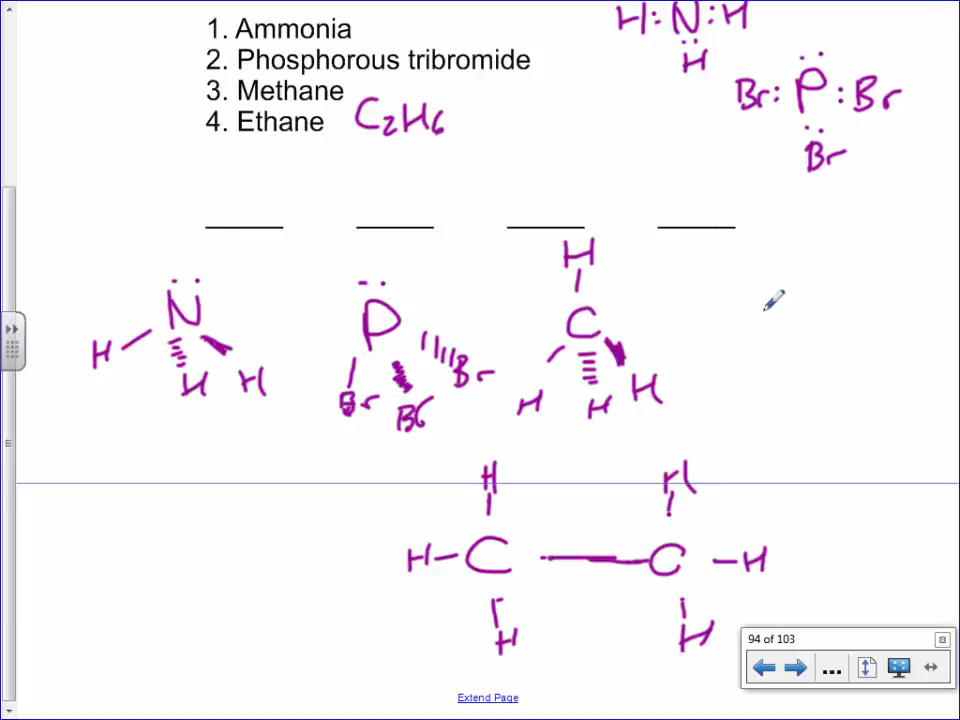 1. Ammonia
2. Phosphorous tribromide
3. Methane
4. Ethane C2H6
H:N:H
H
Br:P:Br
Br
N
H H H
P
Br Br Br
H
C
H H H
H H
H-C—C-H
H H
94 of 103
...
Extend Page